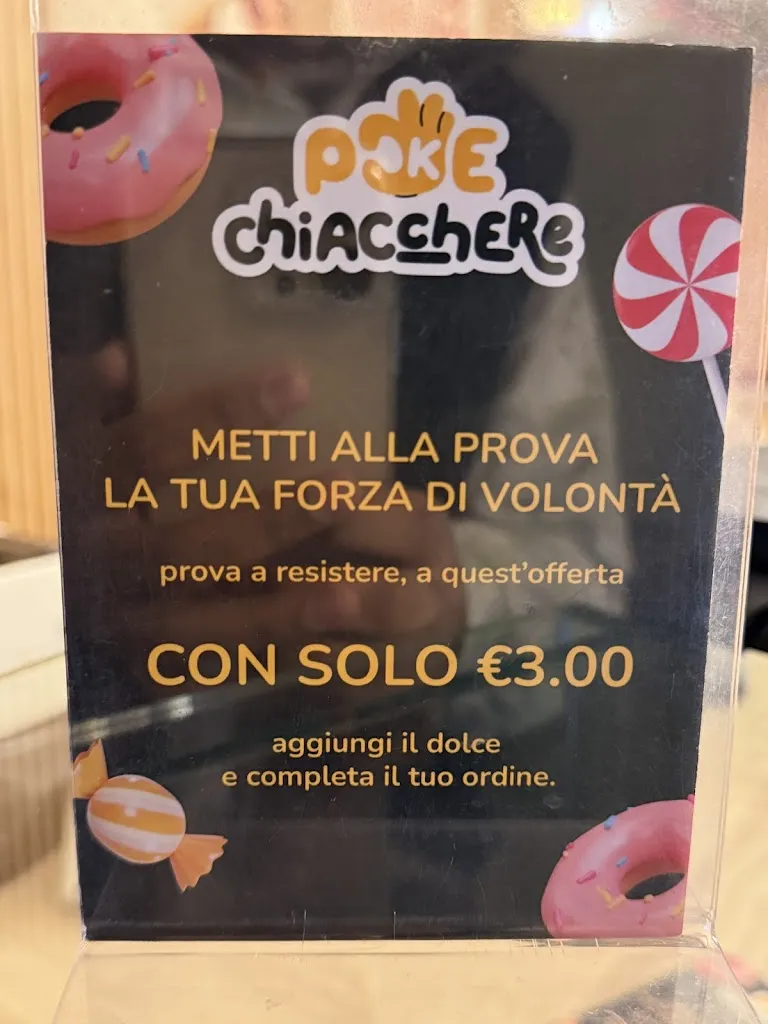 POKE
chiACchERe
METTI ALLA PROVA
LA TUA FORZA DI VOLONTÀ
prova a resistere, a quest'offerta
CON SOLO €3.00
aggiungi il dolce
e completa il tuo ordine.